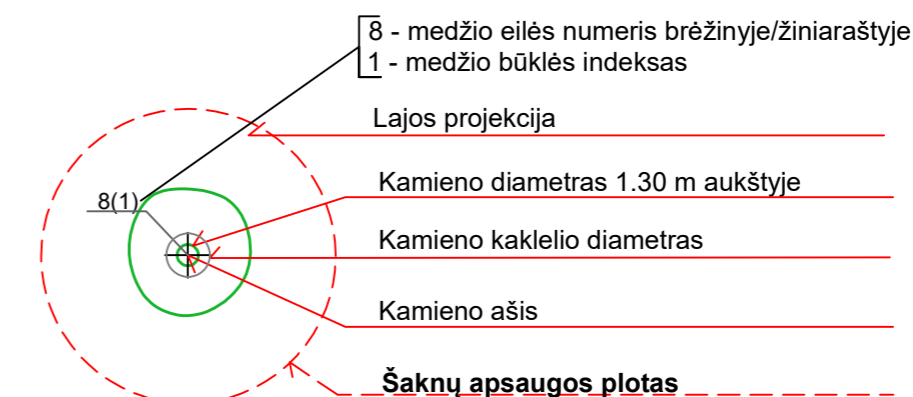 8 - medžio eilės numeris brėžinyje/žiniaraštyje
1 - medžio būklės indeksas
Lajos projekcija
Kamieno diametras 1.30 m aukštyje
8(1)
Kamieno kaklelio diametras
Kamieno ašis
Šaknų apsaugos plotas